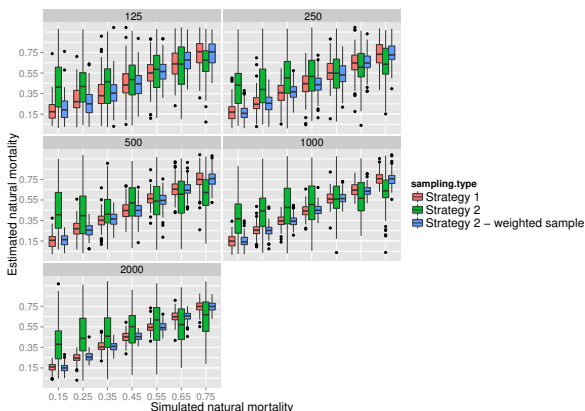 125
250
0.75
0.55
0.35
0.15
500
1000
0.75
0.55
0.35
0.15
2000
0.75
0.55
0.35
0.15
0.15 0.25 0.35 0.45 0.55 0.65 0.75
Simulated natural mortality
Estimated natural mortality
sampling.type
Strategy 1
Strategy 2
Strategy 2 − weighted sample